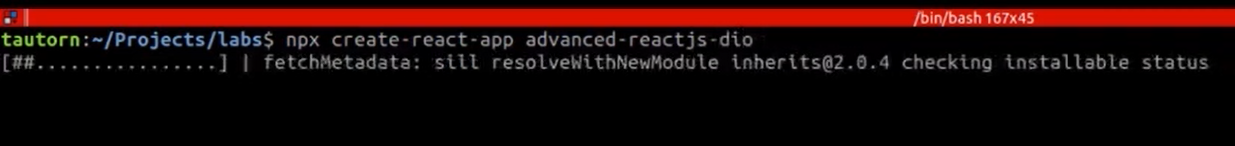 /bin/bash 167x45
tautorn:~/Projects/labs$ npx create-react-app advanced-reactjs-dio
[##................] | fetchMetadata: sill resolveWithNewModule inherits@2.0.4 checking installable status